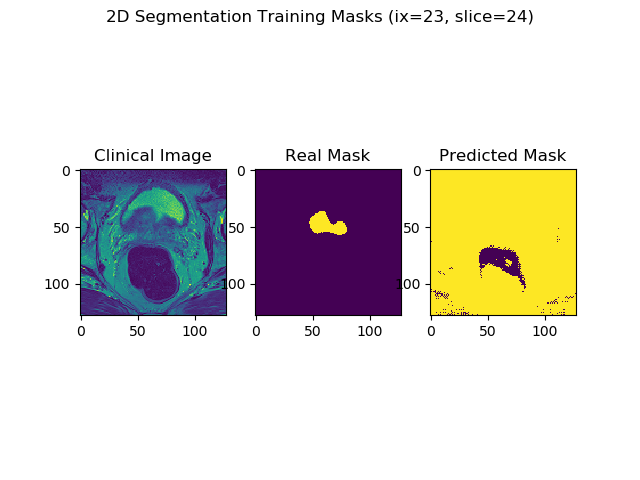 2D Segmentation Training Masks (ix=23, slice=24)
Clinical Image Real Mask Predicted Mask
0 0 0
50 50 50
100 100 100
0 50 100 0 50 100 0 50 100